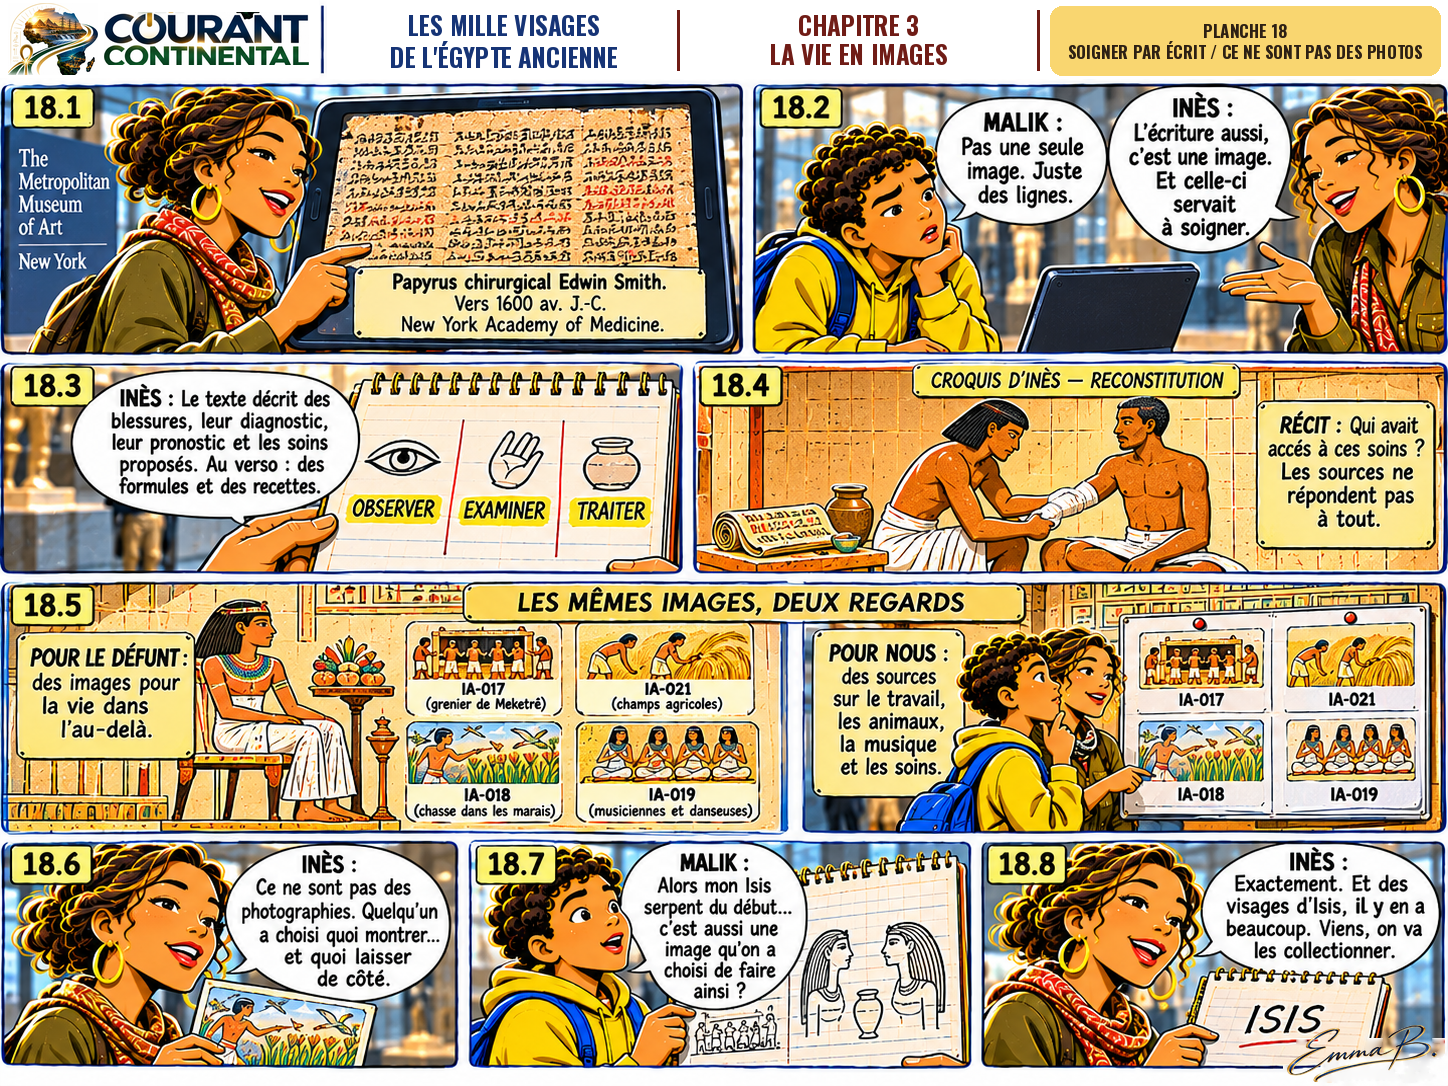 COURANT
CONTINENTAL
LES MILLE VISAGES
DE L'ÉGYPTE ANCIENNE
CHAPITRE 3
LA VIE EN IMAGES
PLANCHE 18
SOIGNER PAR ÉCRIT / CE NE SONT PAS DES PHOTOS
18.1
The
Metropolitan
Museum
of Art
New York
Papyrus chirurgical Edwin Smith.
Vers 1600 av. J.-C.
New York Academy of Medicine.
18.2
MALIK :
Pas une seule
image. Juste
des lignes.
INÈS :
L'écriture aussi,
c'est une image.
Et celle-ci
servait
à soigner.
18.3
INÈS : Le texte décrit des
blessures, leur diagnostic,
leur pronostic et les soins
proposés. Au verso : des
formules et des recettes.
OBSERVER
EXAMINER
TRAITER
18.4
CROQUIS D'INÈS — RECONSTITUTION
RÉCIT : Qui avait
accés à ces soins ?
Les sources ne
répondent pas
à tout.
18.5
LES MÊMES IMAGES, DEUX REGARDS
POUR LE DÉFUNT :
des images pour
la vie dans
l'au-delà.
IA-017
(grenier de Meketrê)
IA-021
(champs agricoles)
IA-018
(chasse dans les marais)
IA-019
(musiciennes et danseuses)
POUR NOUS :
des sources
sur le travail,
les animaux,
la musique
et les soins.
IA-017
IA-021
IA-018
IA-019
18.6
INÈS :
Ce ne sont pas des
photographies. Quelqu'un
a choisi quoi montrer...
et quoi laisser
de côté.
18.7
MALIK :
Alors mon Isis
serpent du début...
c'est aussi une
image qu'on a
choisi de faire
ainsi ?
18.8
INÈS :
Exactement. Et des
visages d'Isis, il y en a
beaucoup. Viens, on va
les collectionner.
ISIS
Emma B.